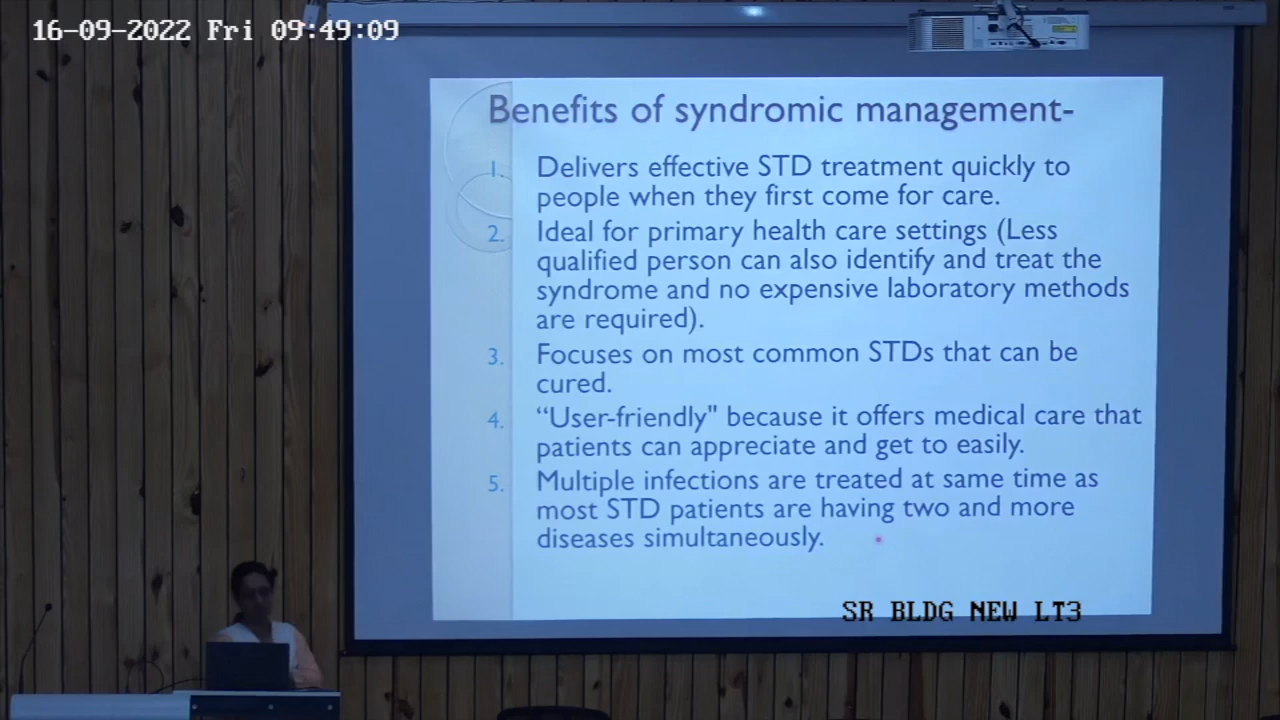 16-09-2022 Fri 09:49:09
Benefits of syndromic management-
1. Delivers effective STD treatment quickly to
people when they first come for care.
2. Ideal for primary health care settings (Less
qualified person can also identify and treat the
syndrome and no expensive laboratory methods
are required).
3. Focuses on most common STDs that can be
cured.
4. “User-friendly" because it offers medical care that
patients can appreciate and get to easily.
5. Multiple infections are treated at same time as
most STD patients are having two and more
diseases simultaneously.
SR BLDG NEW LT3